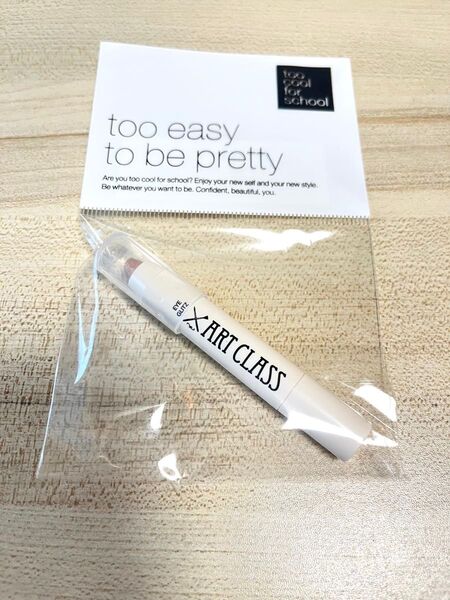 too
cool
for
school
too easy
to be pretty
Are you too cool for school? Enjoy your new self and your new style.
Be whatever you want to be. Confident, beautiful, you.
EYE
GLITZ
ART CLASS